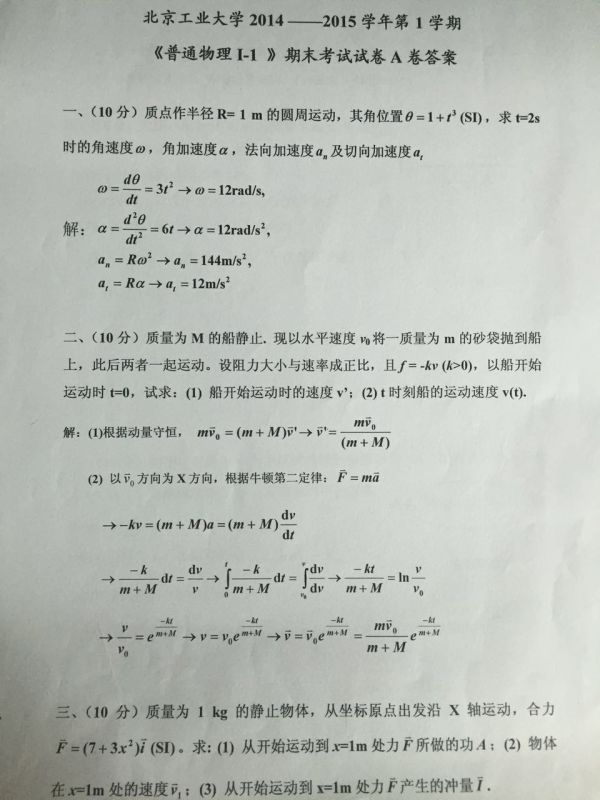 北京工业大学 2014 ——2015 学年第 1 学期
《普通物理 I-1 》期末考试试卷 A 卷答案
一、（10 分）质点作半径 R= 1 m 的圆周运动，其角位置 θ = 1 + t³ (SI)，求 t=2s
时的角速度 ω，角加速度 α，法向加速度 aₙ 及切向加速度 aₜ
ω = dθ/dt = 3t² → ω = 12rad/s,
解：α = d²θ/dt² = 6t → α = 12rad/s²,
aₙ = Rω² → aₙ = 144m/s²,
aₜ = Rα → aₜ = 12m/s²
二、（10 分）质量为 M 的船静止. 现以水平速度 v₀ 将一质量为 m 的砂袋抛到船
上，此后两者一起运动。设阻力大小与速率成正比，且 f = -kv (k>0)，以船开始
运动时 t=0，试求：(1) 船开始运动时的速度 v’；(2) t 时刻船的运动速度 v(t).
解：(1)根据动量守恒， mv⃗₀ = (m + M)v⃗' → v⃗' = mv⃗₀/(m + M)
(2) 以 v⃗₀ 方向为 X 方向，根据牛顿第二定律：F⃗ = ma⃗
→ -kv = (m + M)a = (m + M) dv/dt
→ -k/(m + M) dt = dv/v → ∫₀ᵗ -k/(m + M) dt = ∫_{v₀}^{v} dv/dv → -kt/(m + M) = ln v/v₀
→ v/v₀ = e^{-kt/(m+M)} → v = v₀e^{-kt/(m+M)} → v⃗ = v⃗₀e^{-kt/(m+M)} = mv⃗₀/(m + M) e^{-kt/(m+M)}
三、（10 分）质量为 1 kg 的静止物体，从坐标原点出发沿 X 轴运动，合力
F⃗ = (7 + 3x²)i⃗ (SI)。求: (1) 从开始运动到 x=1m 处力 F⃗ 所做的功 A；(2) 物体
在 x=1m 处的速度 v⃗₁；(3) 从开始运动到 x=1m 处力 F⃗ 产生的冲量 I⃗．